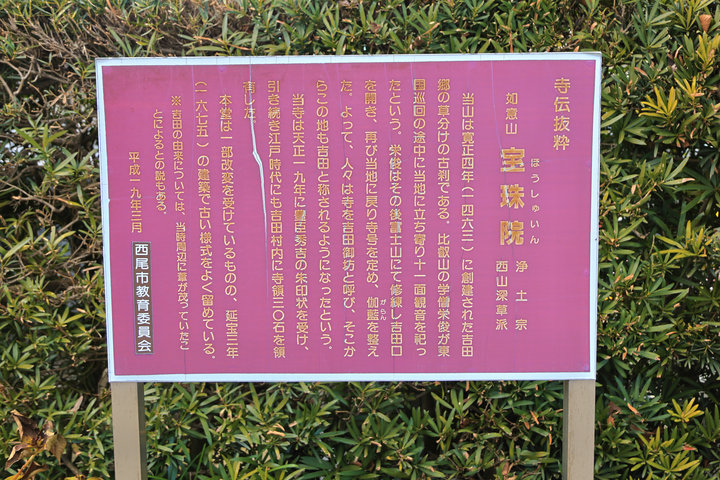 寺伝抜粋
如意山 宝珠院 浄土宗
ほうしゅいん 西山深草派
当山は寛正四年（一四六三）に創建された吉田
郷の草分けの古刹である。比叡山の学僧栄俊が東
国巡回の途中に当地に立ち寄り十一面観音を祀っ
たという。栄俊はその後富士山にて修練し吉田口
を開き、再び当地に戻り寺号を定め、伽藍を整え
がらん
た。よって、人々は寺を吉田御坊と呼び、そこか
らこの地も吉田と称されるようになったという。
当寺は天正一九年に豊臣秀吉の朱印状を受け、
引き続き江戸時代にも吉田村内に寺領三〇石を領
有した。
本堂は一部改変を受けているものの、延宝三年
（一六七五）の建築で古い様式をよく留めている。
※吉田の由来については、当時周辺に葦が茂っていたこ
とによるとの説もある。
平成一九年三月 西尾市教育委員会